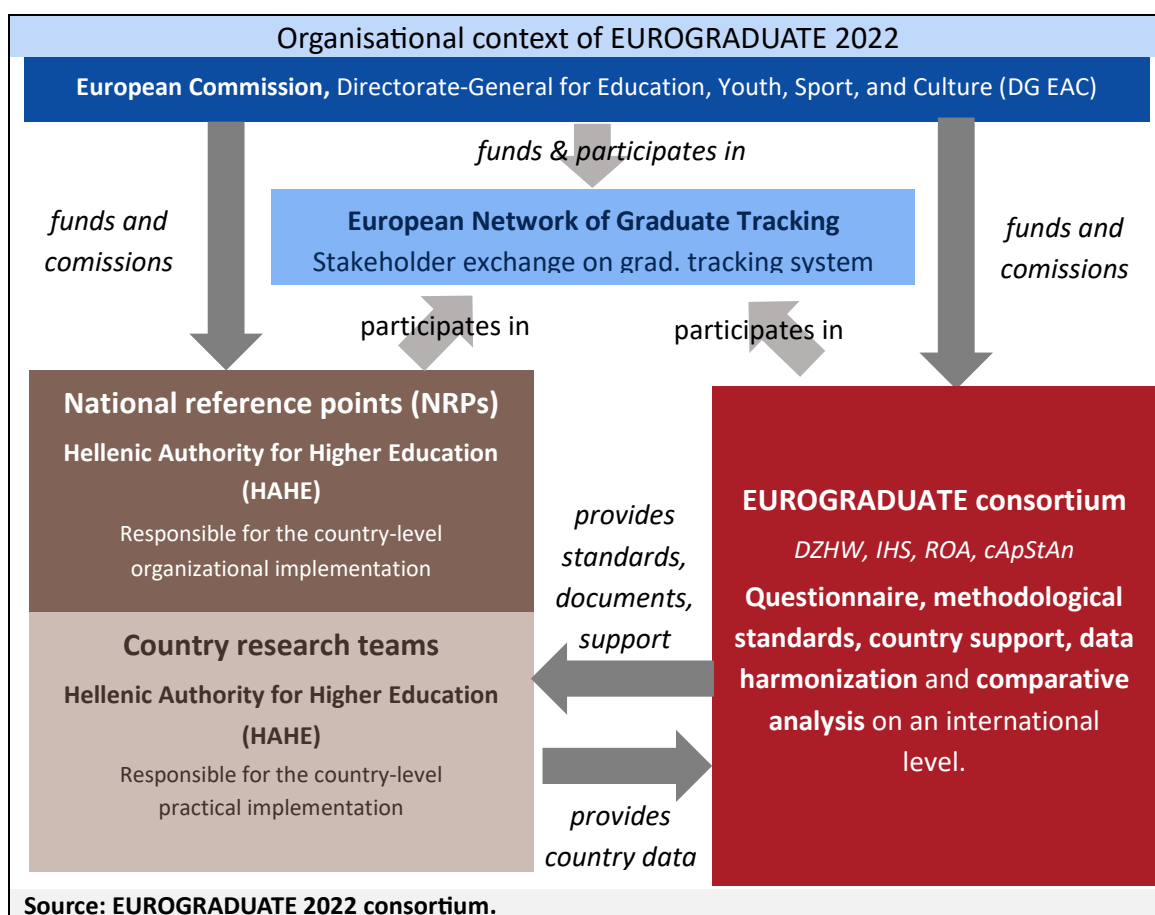 Organisational context of EUROGRADUATE 2022
European Commission, Directorate-General for Education, Youth, Sport, and Culture (DG EAC)
funds & participates in
funds and
comissions
European Network of Graduate Tracking
Stakeholder exchange on grad. tracking system
funds and
comissions
participates in
participates in
National reference points (NRPs)
Hellenic Authority for Higher Education
(HAHE)
Responsible for the country-level
organizational implementation
Country research teams
Hellenic Authority for Higher Education
(HAHE)
Responsible for the country-level
practical implementation
provides
standards,
documents,
support
provides
country data
EUROGRADUATE consortium
DZHW, IHS, ROA, cApStAn
Questionnaire, methodological
standards, country support, data
harmonization and comparative
analysis on an international
level.
Source: EUROGRADUATE 2022 consortium.